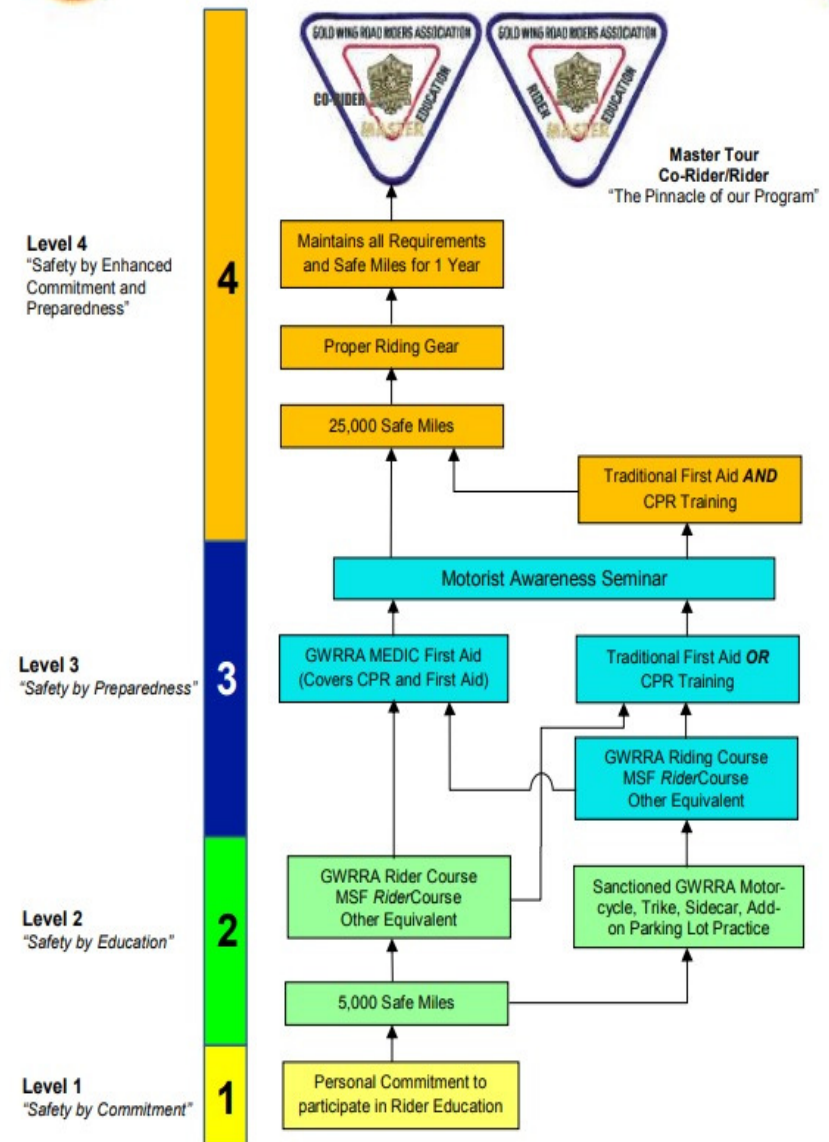 GOLD WING ROAD RIDERS ASSOCIATION
CO-RIDER
EDUCATION
MASTER
GOLD WING ROAD RIDERS ASSOCIATION
RIDER
EDUCATION
MASTER
Master Tour
Co-Rider/Rider
“The Pinnacle of our Program”
Level 4
“Safety by Enhanced
Commitment and
Preparedness”
4
Maintains all Requirements
and Safe Miles for 1 Year
Proper Riding Gear
25,000 Safe Miles
Traditional First Aid AND
CPR Training
Motorist Awareness Seminar
Level 3
“Safety by Preparedness”
3
GWRRA MEDIC First Aid
(Covers CPR and First Aid)
Traditional First Aid OR
CPR Training
GWRRA Riding Course
MSF RiderCourse
Other Equivalent
Level 2
“Safety by Education”
2
GWRRA Rider Course
MSF RiderCourse
Other Equivalent
Sanctioned GWRRA Motor-
cycle, Trike, Sidecar, Add-
on Parking Lot Practice
5,000 Safe Miles
Level 1
“Safety by Commitment”
1
Personal Commitment to
participate in Rider Education